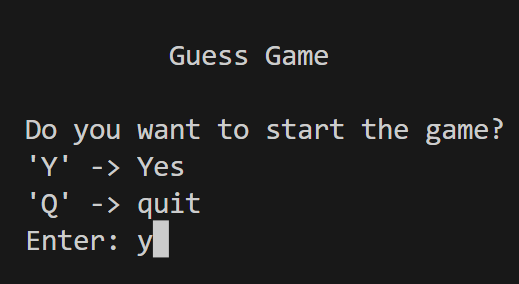 Guess Game
Do you want to start the game?
'Y' -> Yes
'Q' -> quit
Enter: y